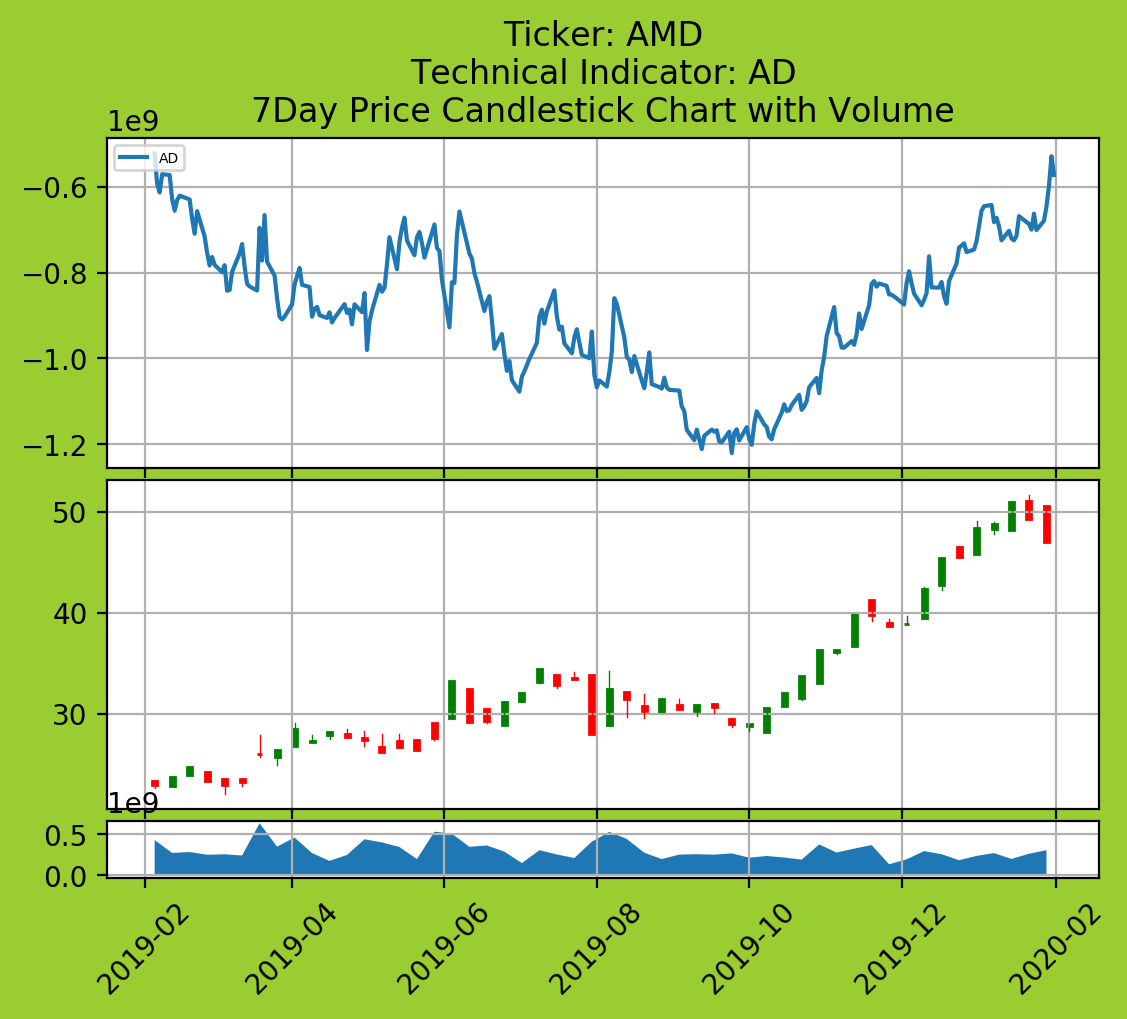 Ticker: AMD
Technical Indicator: AD
7Day Price Candlestick Chart with Volume
1e9
AD
−0.6
−0.8
−1.0
−1.2
50
40
30
1e9
0.5
0.0
2019-02
2019-04
2019-06
2019-08
2019-10
2019-12
2020-02